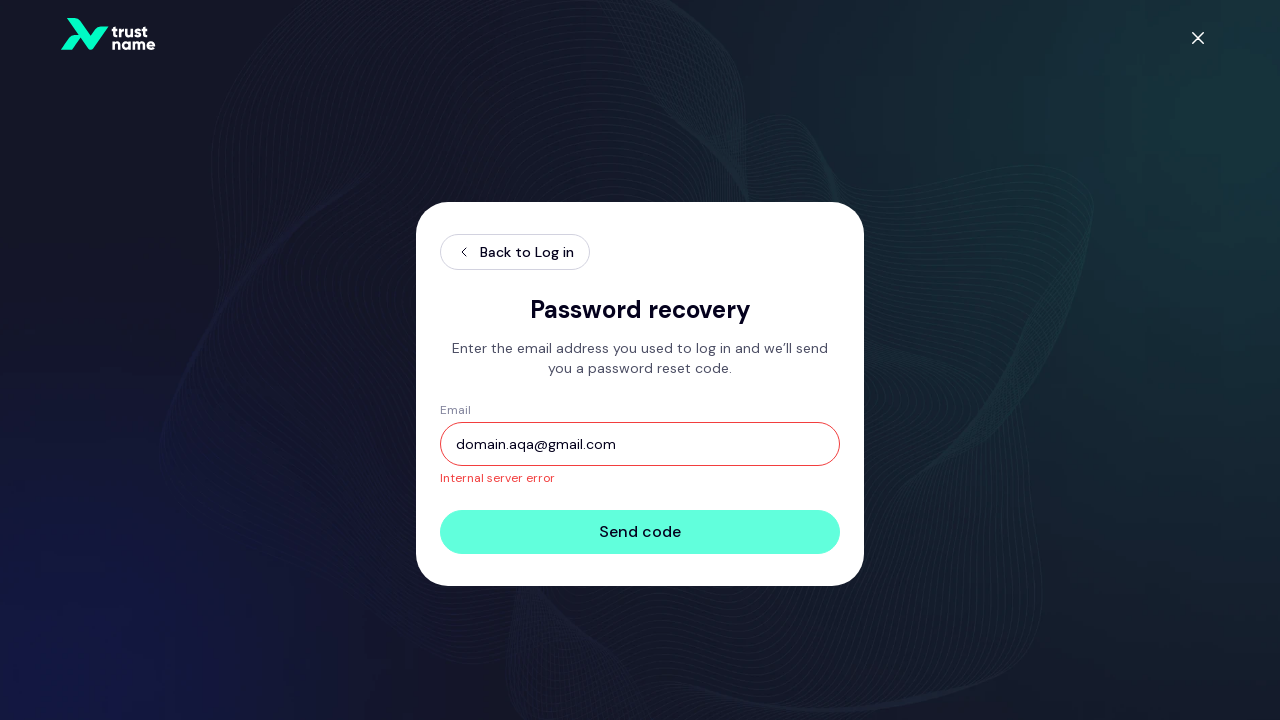 trust
name
Back to Log in
Password recovery
Enter the email address you used to log in and we’ll send
you a password reset code.
Email
domain.aqa@gmail.com
Internal server error
Send code